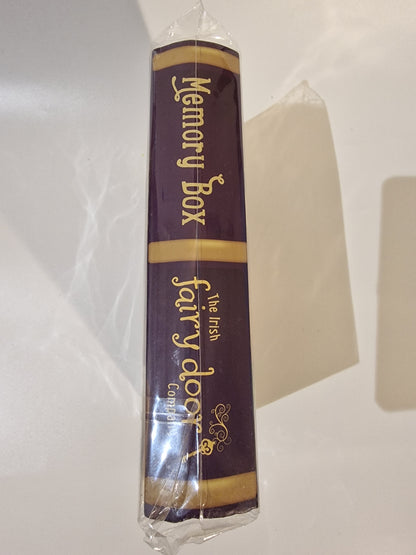 Memory Box
The Irish
fairy door